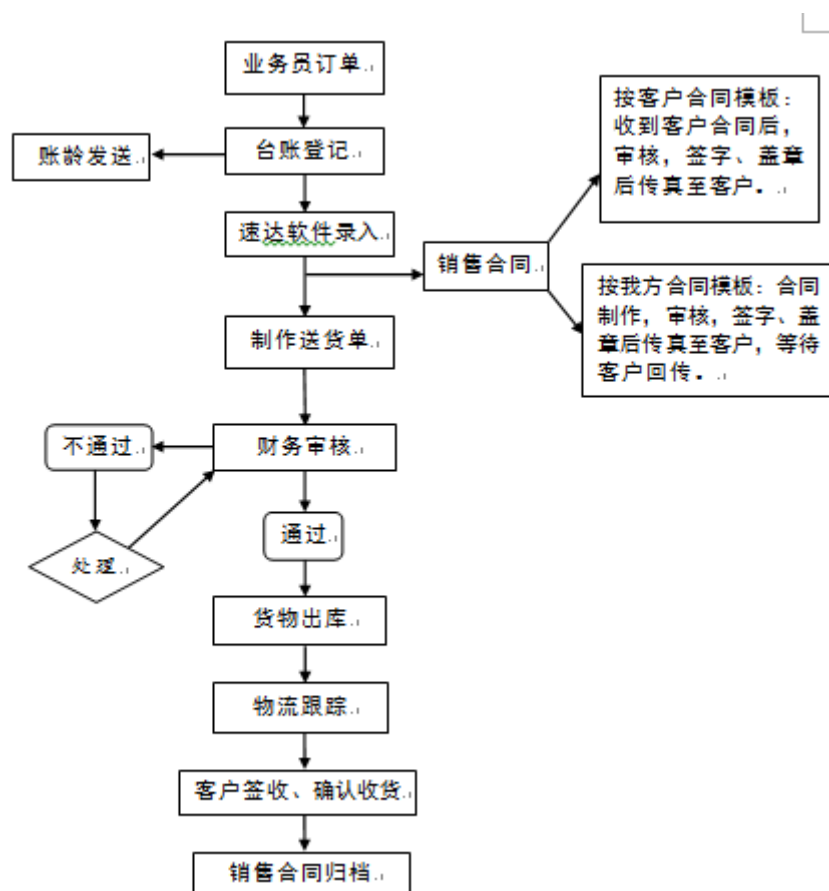 业务员订单
按客户合同模板：
收到客户合同后，
审核，签字、盖章
后传真至客户。
账龄发送
台账登记
速达软件录入
销售合同
按我方合同模板：合同
制作，审核，签字、盖
章后传真至客户，等待
客户回传。
制作送货单
不通过
财务审核
通过
处理
货物出库
物流跟踪
客户签收、确认收货
销售合同归档